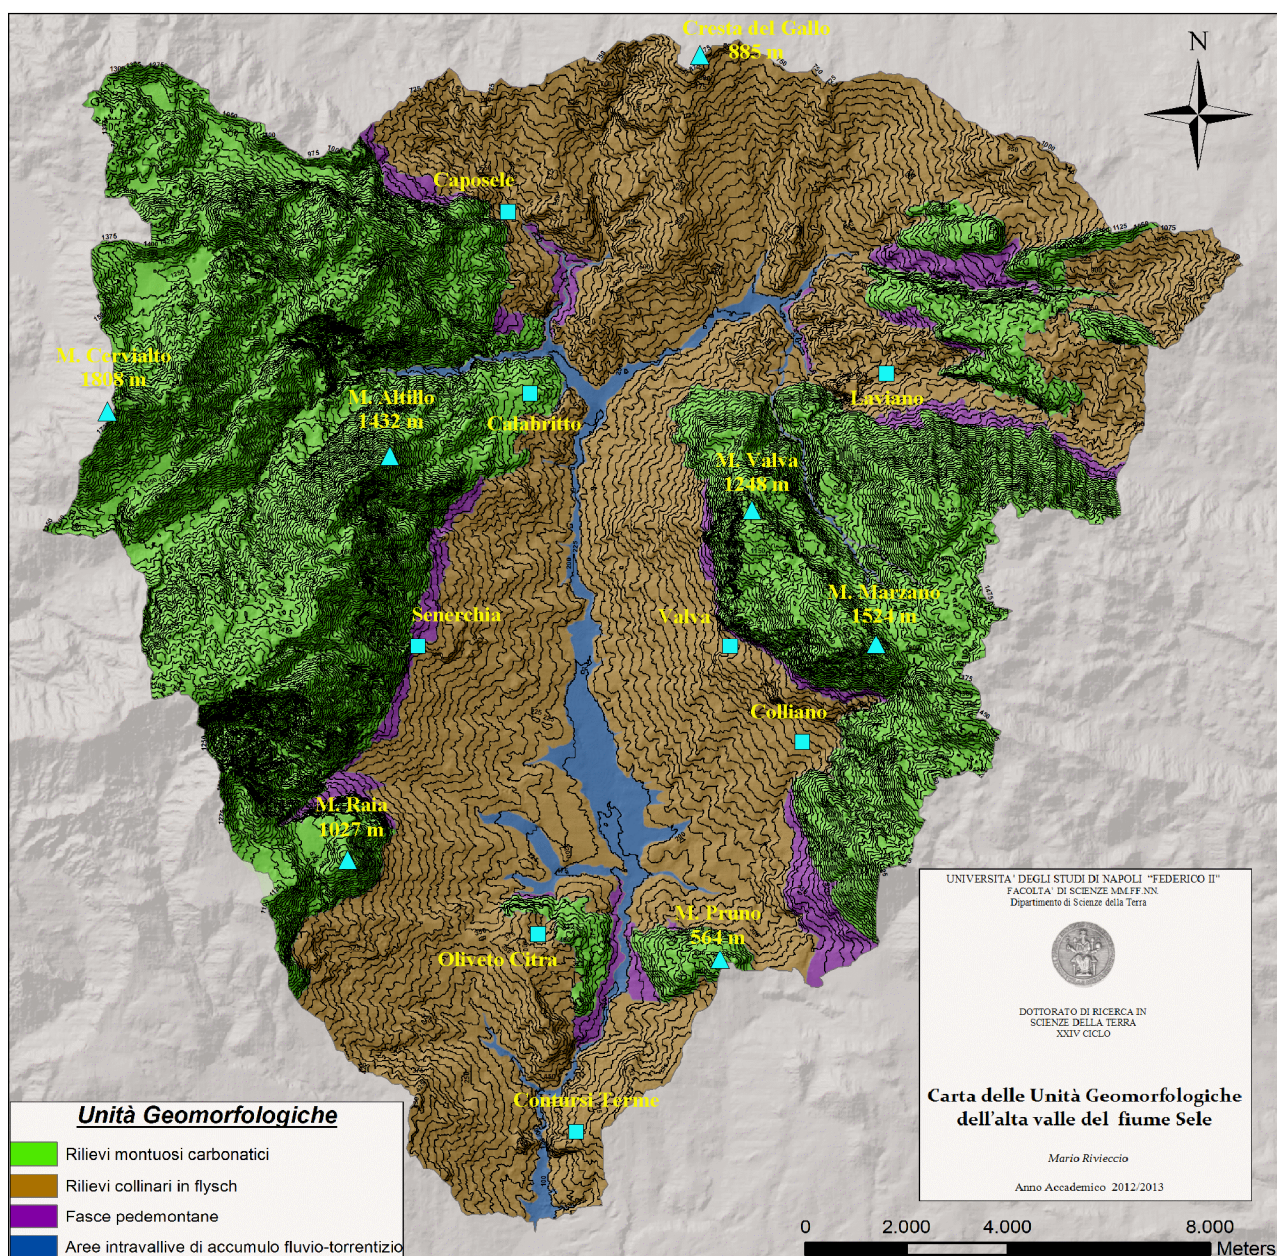 Cresta del Gallo
885 m
N
Caposele
M. Cervialto
1808 m
M. Altillo
1432 m
Calabritto
Laviano
M. Valva
1248 m
M. Marzano
1524 m
Senerchia
Valva
Colliano
M. Raia
1027 m
M. Pruno
564 m
Oliveto Citra
Contursi Terme
UNIVERSITA' DEGLI STUDI DI NAPOLI "FEDERICO II"
FACOLTA' DI SCIENZE MM.FF.NN.
Dipartimento di Scienze della Terra
DOTTORATO DI RICERCA IN
SCIENZE DELLA TERRA
XXIV CICLO
Carta delle Unità Geomorfologiche
dell'alta valle del fiume Sele
Mario Rivieccio
Anno Accademico 2012/2013
Unità Geomorfologiche
Rilievi montuosi carbonatici
Rilievi collinari in flysch
Fasce pedemontane
Aree intravallive di accumulo fluvio-torrentizio
0 2.000 4.000 8.000
Meters